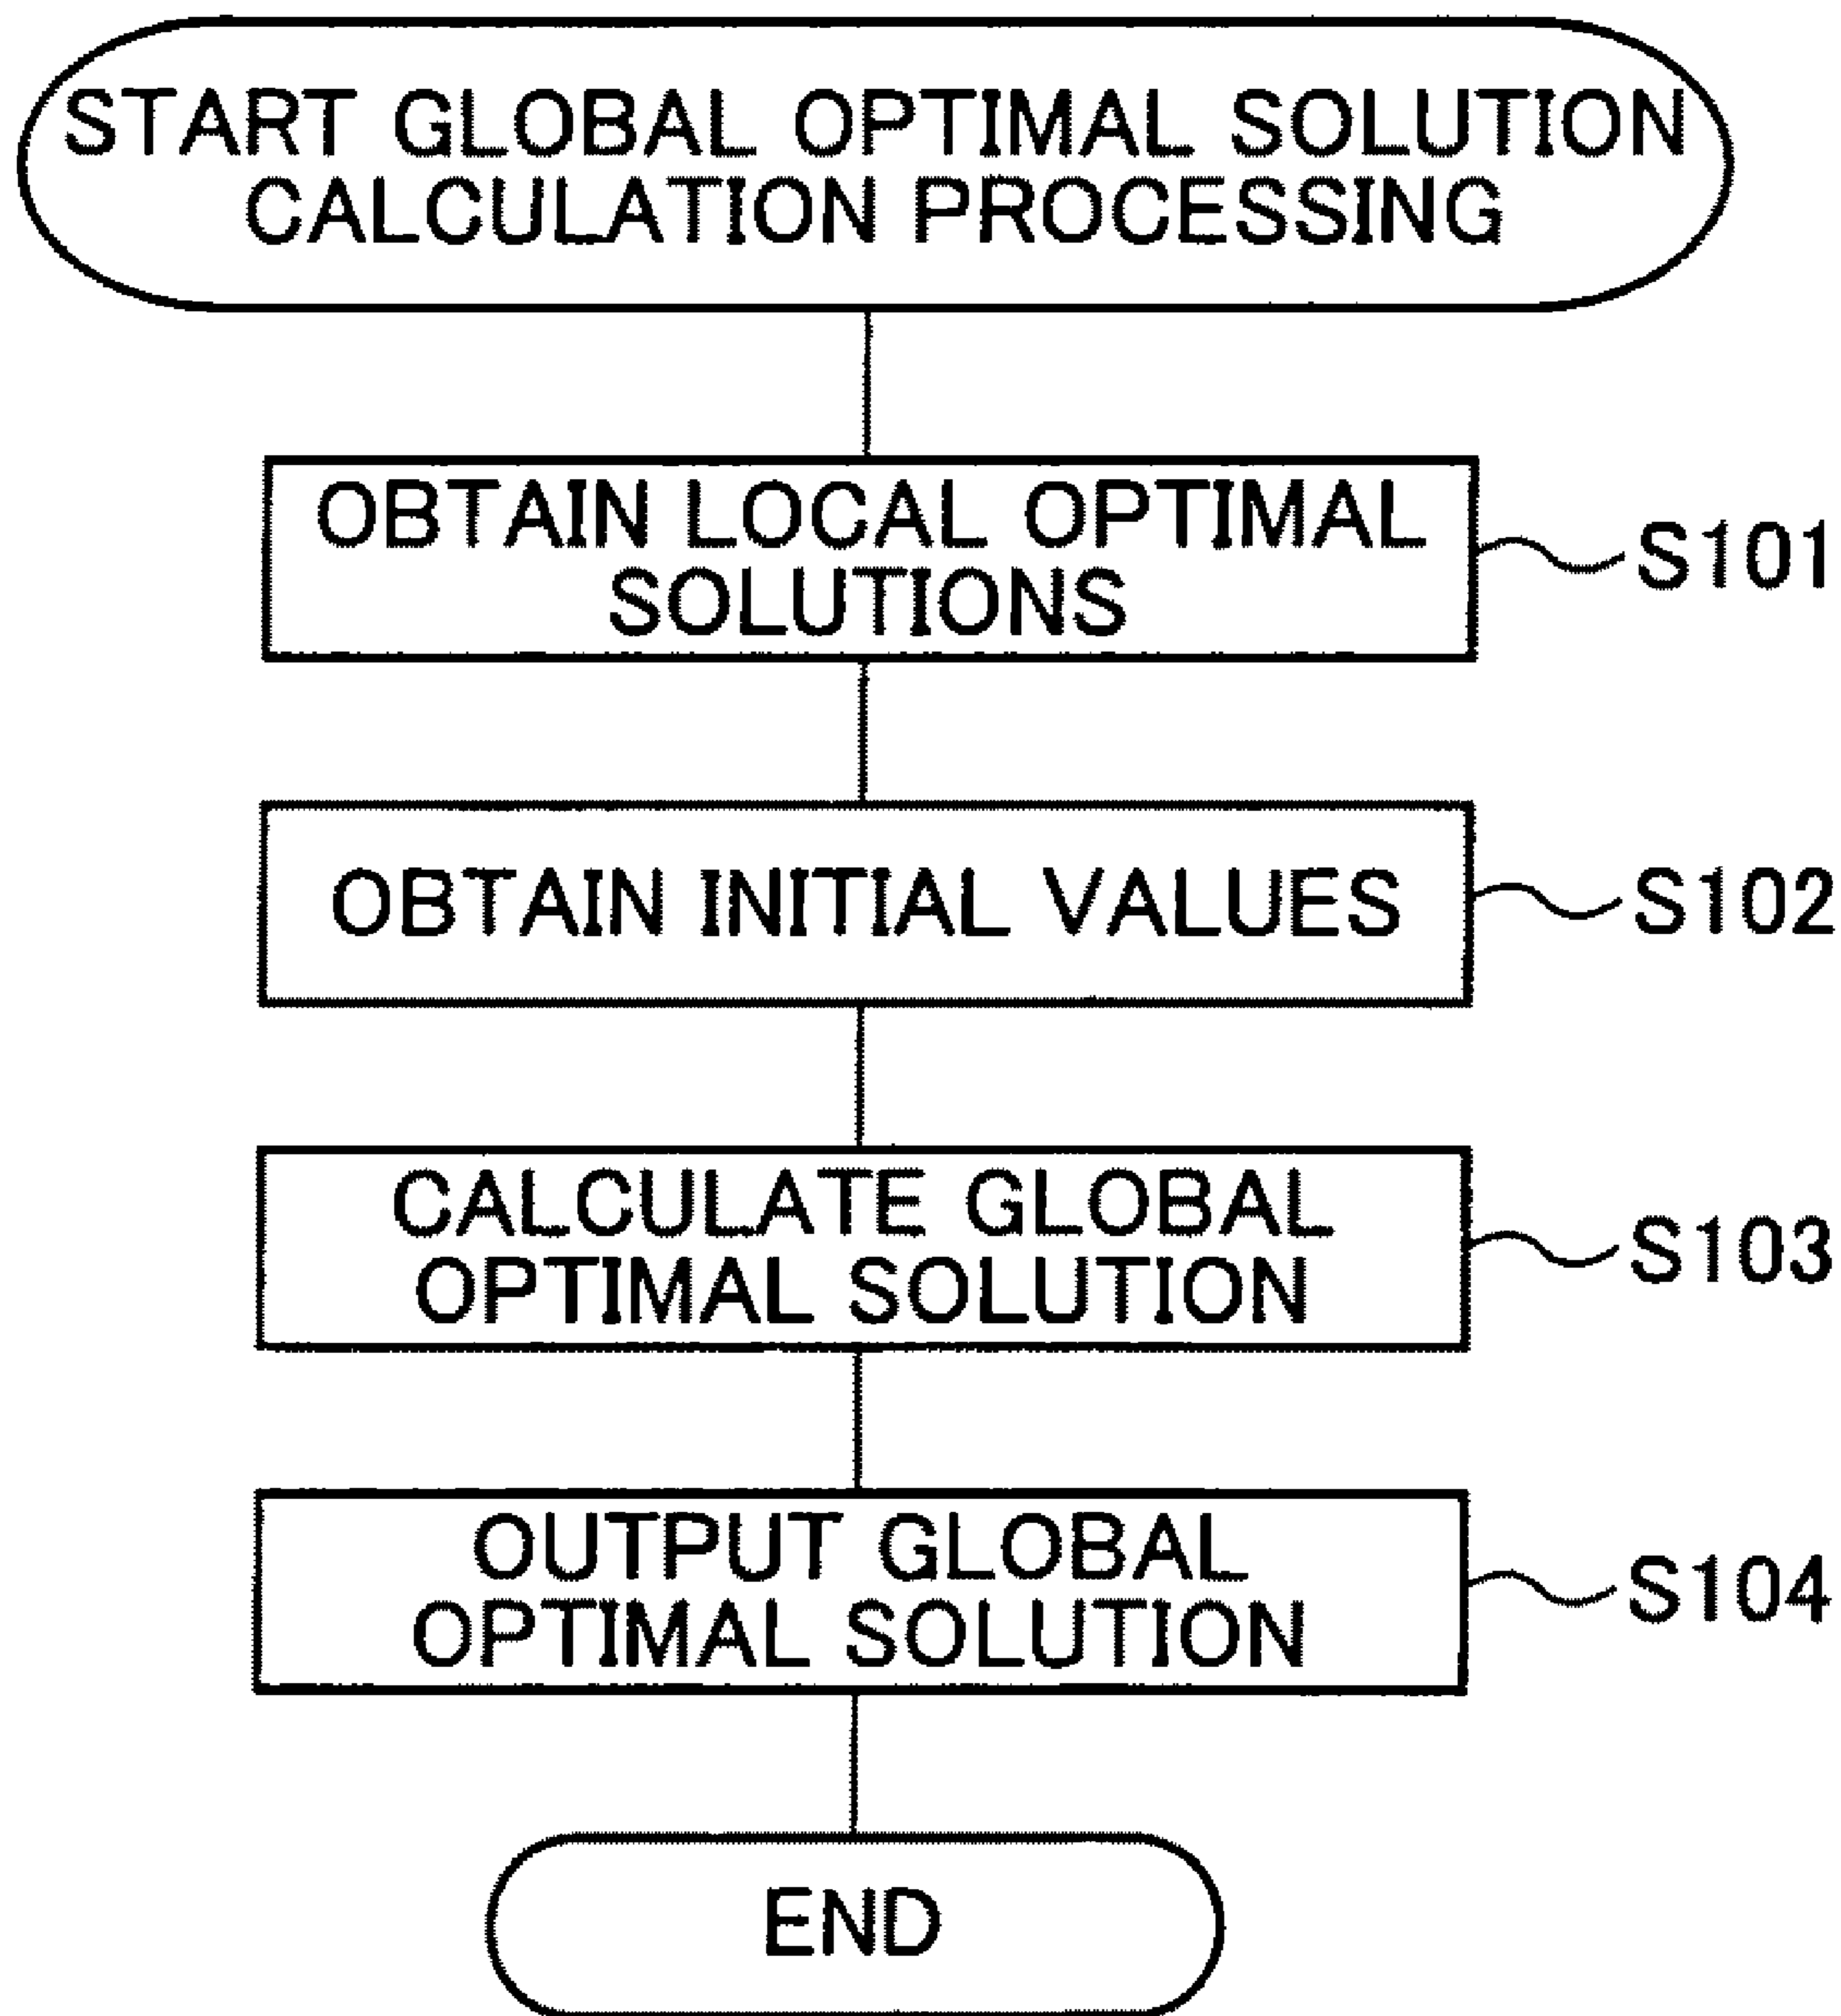 START GLOBAL OPTIMAL SOLUTION
CALCULATION PROCESSING
OBTAIN LOCAL OPTIMAL
SOLUTIONS
S101
OBTAIN INITIAL VALUES
S102
CALCULATE GLOBAL
OPTIMAL SOLUTION
S103
OUTPUT GLOBAL
OPTIMAL SOLUTION
S104
END